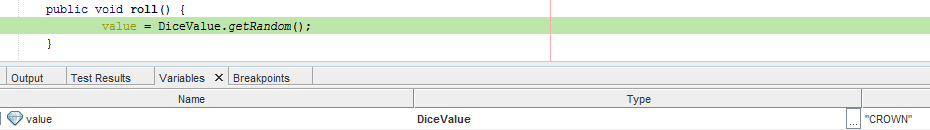 public void roll() {
value = DiceValue.getRandom();
}
Output Test Results Variables × Breakpoints
Name Type
value DiceValue ... "CROWN"